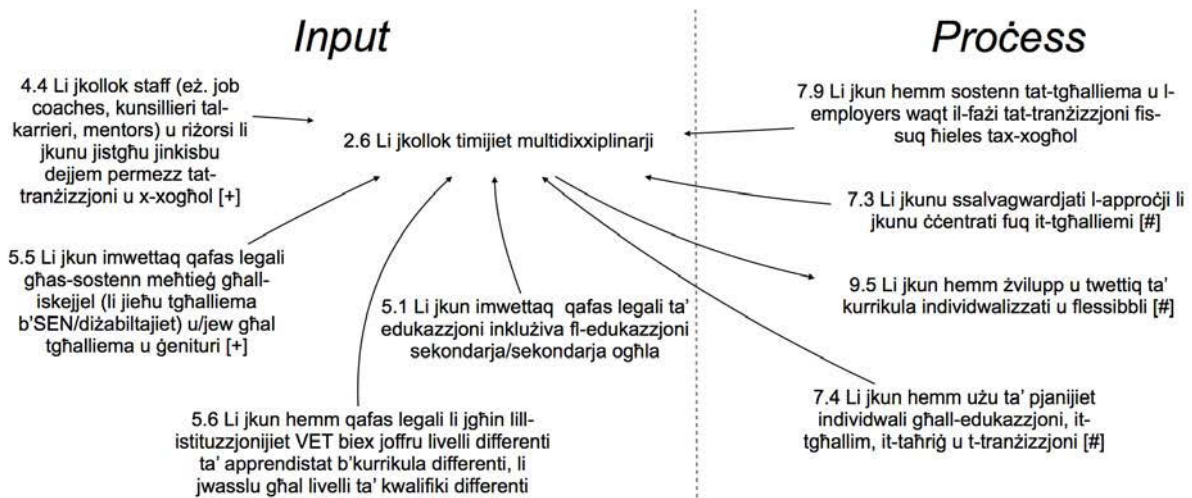 Input
4.4 Li jkollok staff (eż. job
coaches, kunsillieri tal-
karrieri, mentors) u riżorsi li
jkunu jistgħu jinkisbu
dejjem permezz tat-
tranżizzjoni u x-xogħol [+]
2.6 Li jkollok timijiet multidixxiplinarji
5.5 Li jkun imwettaq qafas legali
għas-sostenn meħtieġ għall-
iskejjel (li jieħu tgħalliema
b'SEN/diżabiltajiet) u/jew għal
tgħalliema u ġenituri [+]
5.1 Li jkun imwettaq qafas legali ta'
edukazzjoni inklużiva fl-edukazzjoni
sekondarja/sekondarja ogħla
5.6 Li jkun hemm qafas legali li jgħin lill-
istituzzjonijiet VET biex joffru livelli differenti
ta' apprendistat b'kurrikula differenti, li
jwasslu għal livelli ta' kwalifiki differenti
Proċess
7.9 Li jkun hemm sostenn tat-tgħalliema u l-
employers waqt il-fażi tat-tranżizzjoni fis-
suq ħieles tax-xogħol
7.3 Li jkunu ssalvagwardjati l-approċji li
jkunu ċċentrati fuq it-tgħalliemi [#]
9.5 Li jkun hemm żvilupp u twettiq ta'
kurrikula individwalizzati u flessibbli [#]
7.4 Li jkun hemm użu ta' pjanijiet
individwali għall-edukazzjoni, it-
tgħallim, it-taħriġ u t-tranżizzjoni [#]